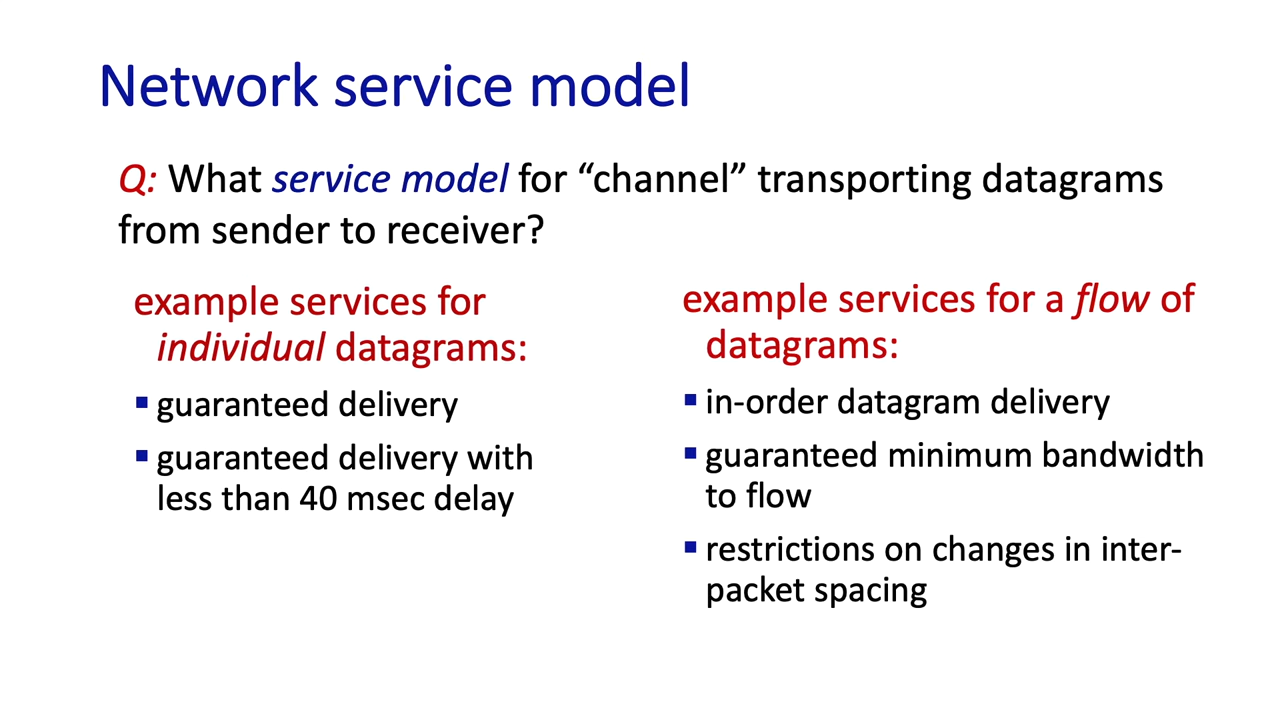 Network service model
Q: What service model for “channel” transporting datagrams
from sender to receiver?
example services for
individual datagrams:
▪ guaranteed delivery
▪ guaranteed delivery with
less than 40 msec delay
example services for a flow of
datagrams:
▪ in-order datagram delivery
▪ guaranteed minimum bandwidth
to flow
▪ restrictions on changes in inter-
packet spacing